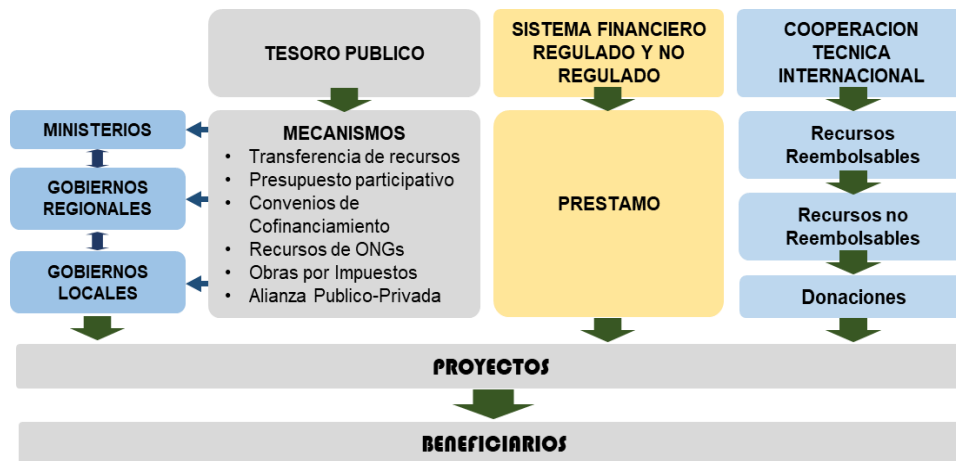 TESORO PUBLICO
SISTEMA FINANCIERO
REGULADO Y NO
REGULADO
COOPERACION
TECNICA
INTERNACIONAL
MINISTERIOS
GOBIERNOS
REGIONALES
GOBIERNOS
LOCALES
MECANISMOS
• Transferencia de recursos
• Presupuesto participativo
• Convenios de
Cofinanciamiento
• Recursos de ONGs
• Obras por Impuestos
• Alianza Publico-Privada
PRESTAMO
Recursos
Reembolsables
Recursos no
Reembolsables
Donaciones
PROYECTOS
BENEFICIARIOS